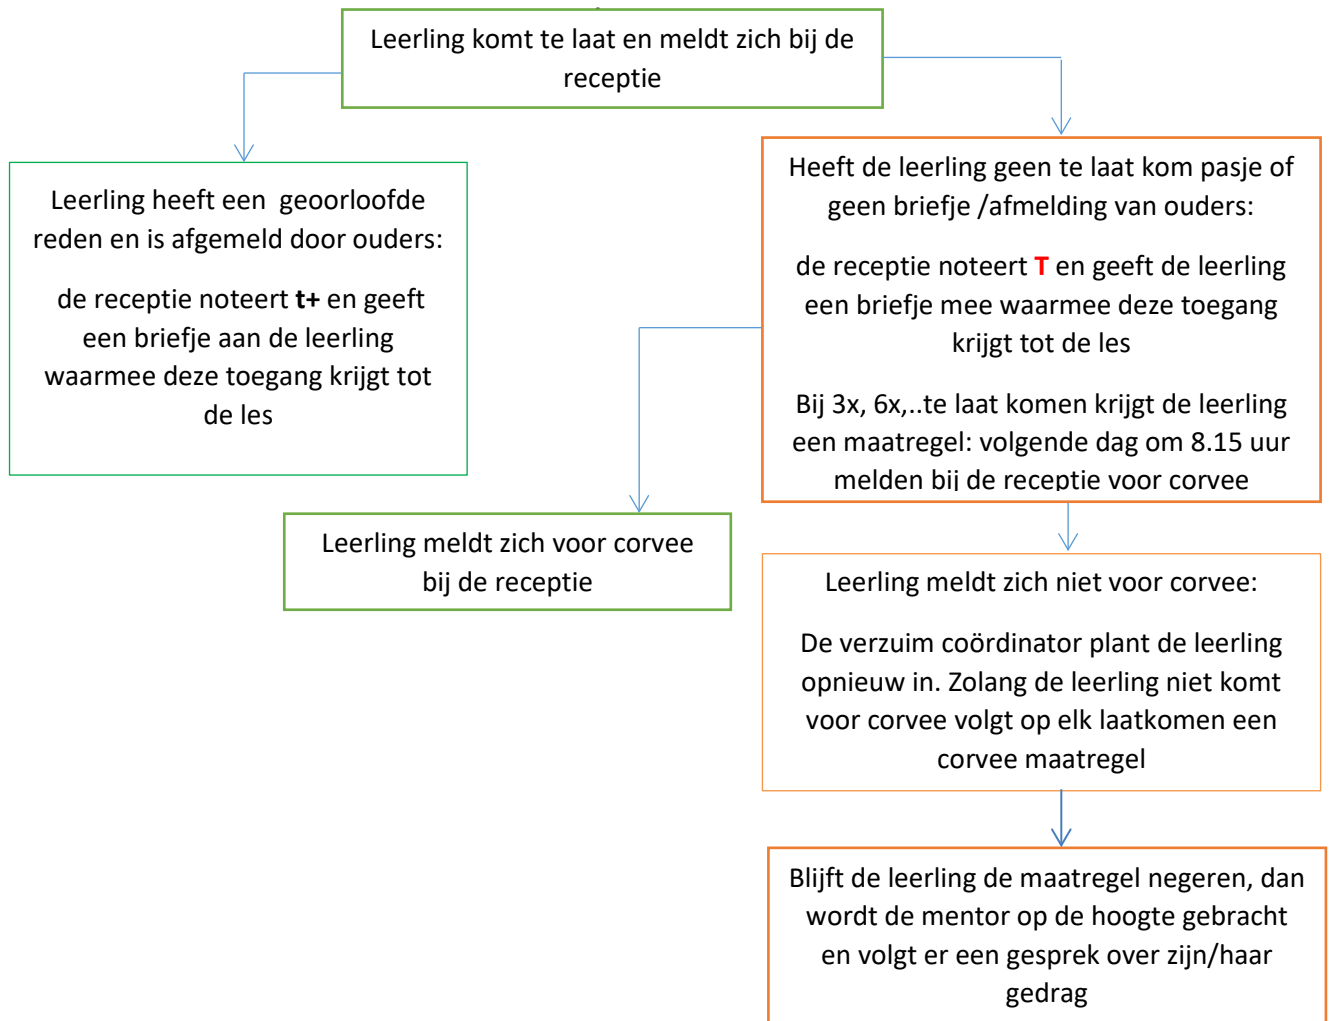 Leerling komt te laat en meldt zich bij de
receptie
Leerling heeft een geoorloofde
reden en is afgemeld door ouders:
de receptie noteert t+ en geeft
een briefje aan de leerling
waarmee deze toegang krijgt tot
de les
Heeft de leerling geen te laat kom pasje of
geen briefje /afmelding van ouders:
de receptie noteert T en geeft de leerling
een briefje mee waarmee deze toegang
krijgt tot de les
Bij 3x, 6x,..te laat komen krijgt de leerling
een maatregel: volgende dag om 8.15 uur
melden bij de receptie voor corvee
Leerling meldt zich voor corvee
bij de receptie
Leerling meldt zich niet voor corvee:
De verzuim coördinator plant de leerling
opnieuw in. Zolang de leerling niet komt
voor corvee volgt op elk laatkomen een
corvee maatregel
Blijft de leerling de maatregel negeren, dan
wordt de mentor op de hoogte gebracht
en volgt er een gesprek over zijn/haar
gedrag